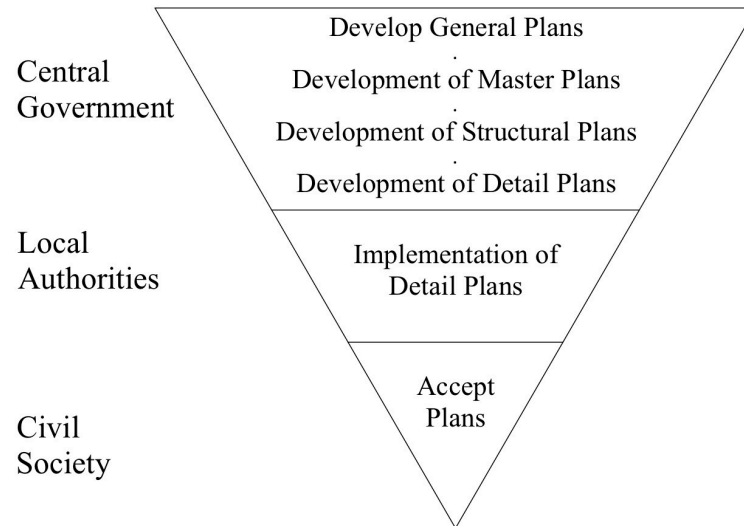 Develop General Plans
.
Central
Government
Development of Master Plans
.
Development of Structural Plans
.
Development of Detail Plans
Local
Authorities
Implementation of
Detail Plans
Civil
Society
Accept
Plans